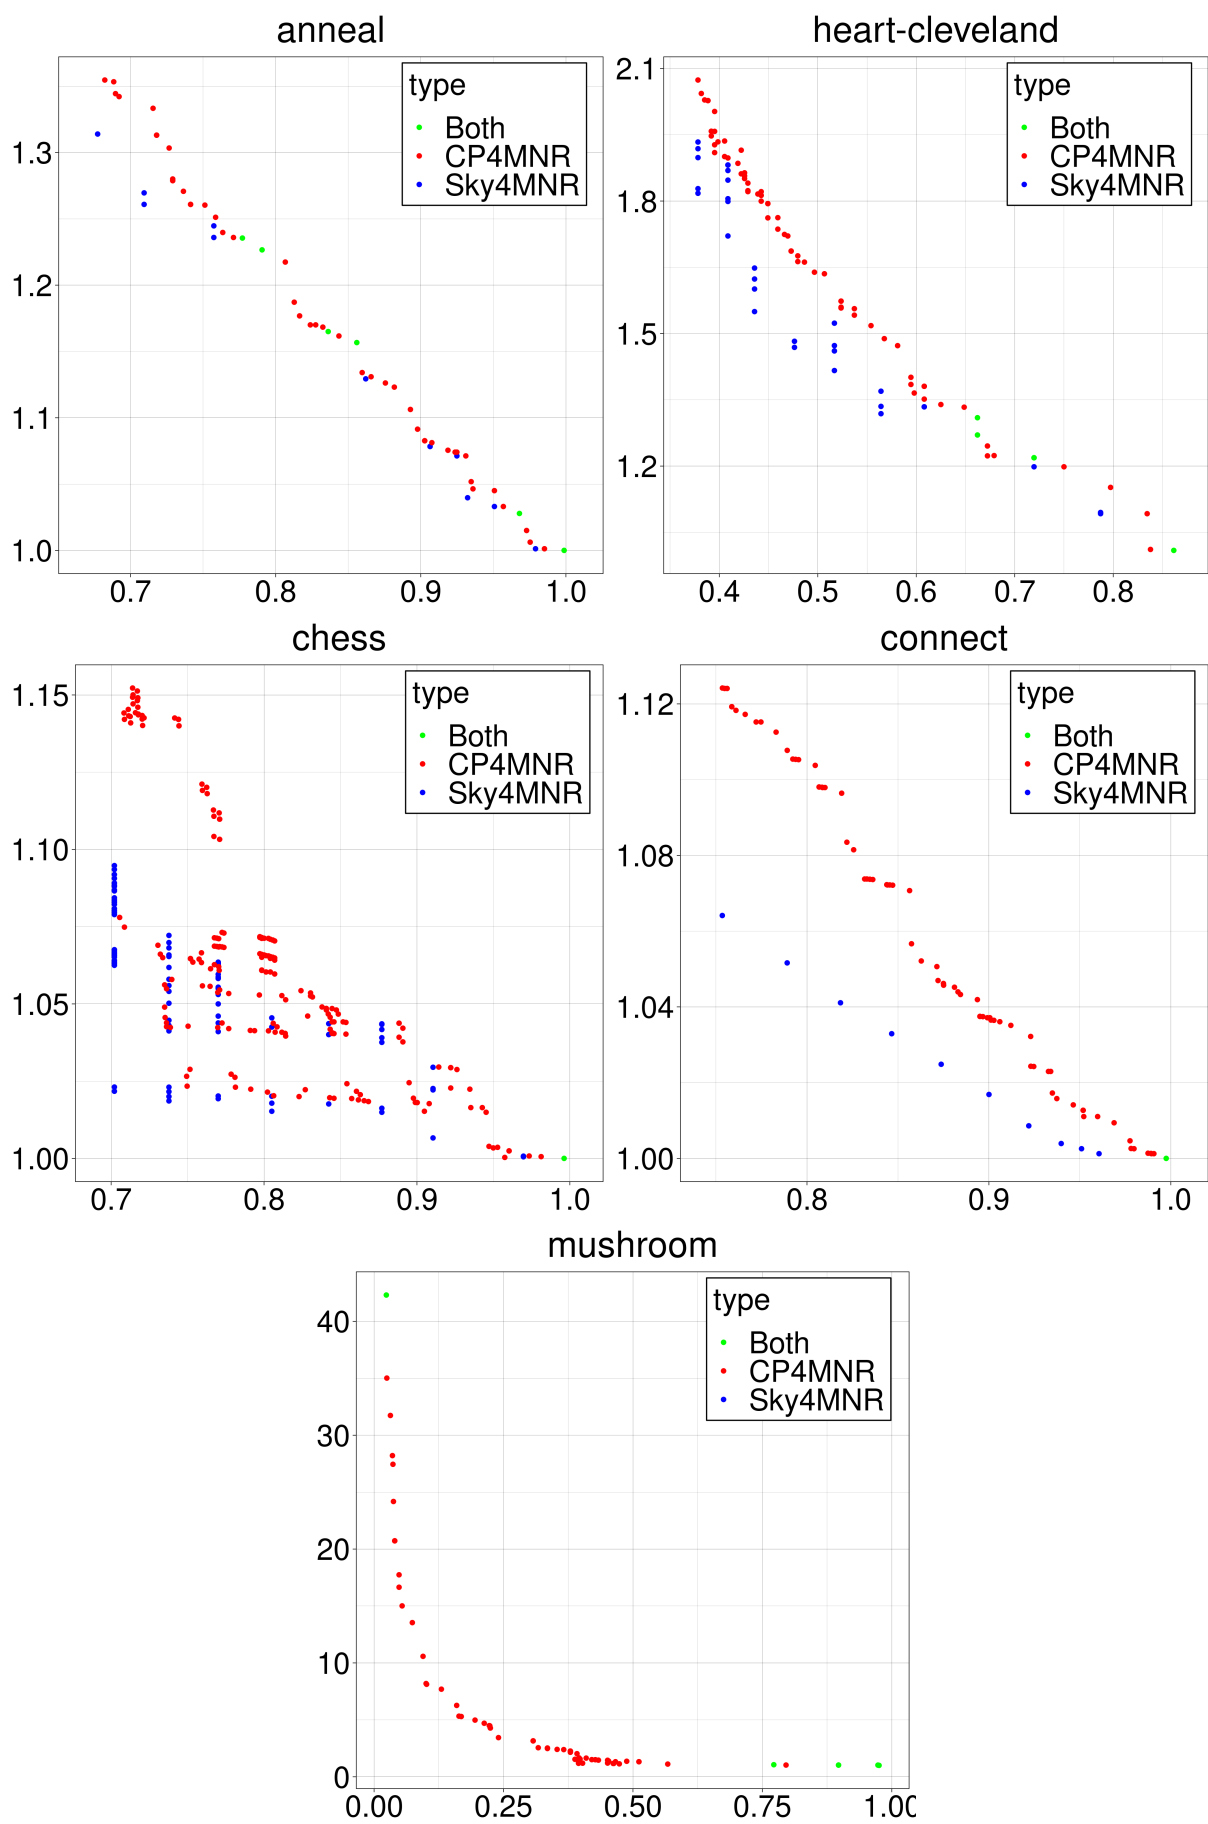 anneal
type
Both
CP4MNR
Sky4MNR
1.3
1.2
1.1
1.0
0.7 0.8 0.9 1.0
heart-cleveland
type
Both
CP4MNR
Sky4MNR
2.1
1.8
1.5
1.2
0.4 0.5 0.6 0.7 0.8
chess
type
Both
CP4MNR
Sky4MNR
1.15
1.10
1.05
1.00
0.7 0.8 0.9 1.0
connect
type
Both
CP4MNR
Sky4MNR
1.12
1.08
1.04
1.00
0.8 0.9 1.0
mushroom
type
Both
CP4MNR
Sky4MNR
40
30
20
10
0
0.00 0.25 0.50 0.75 1.00